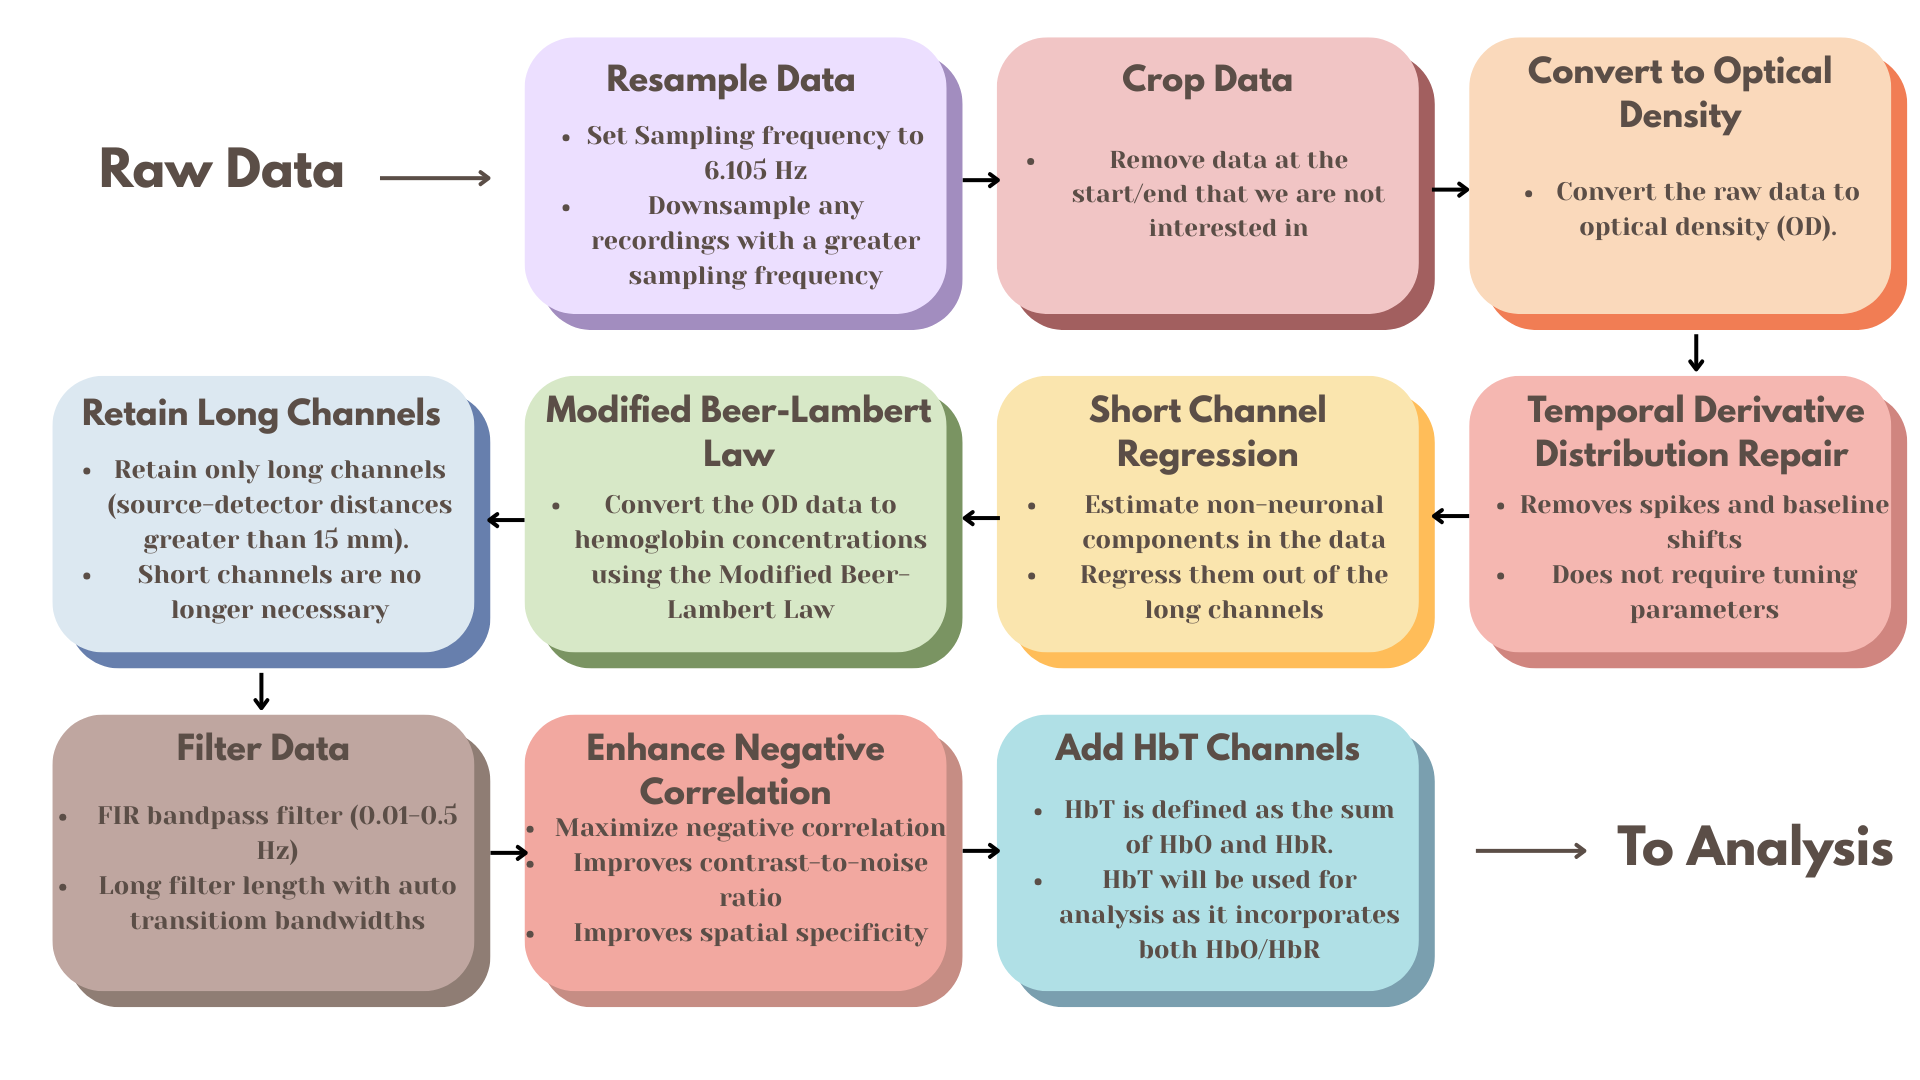 Raw Data
Resample Data
• Set Sampling frequency to
6.105 Hz
• Downsample any
recordings with a greater
sampling frequency
Crop Data
• Remove data at the
start/end that we are not
interested in
Convert to Optical
Density
• Convert the raw data to
optical density (OD).
Temporal Derivative
Distribution Repair
• Removes spikes and baseline
shifts
• Does not require tuning
parameters
Short Channel
Regression
• Estimate non-neuronal
components in the data
• Regress them out of the
long channels
Modified Beer-Lambert
Law
• Convert the OD data to
hemoglobin concentrations
using the Modified Beer-
Lambert Law
Retain Long Channels
• Retain only long channels
(source-detector distances
greater than 15 mm).
• Short channels are no
longer necessary
Filter Data
• FIR bandpass filter (0.01-0.5
Hz)
• Long filter length with auto
transitiom bandwidths
Enhance Negative
Correlation
• Maximize negative correlation
• Improves contrast-to-noise
ratio
• Improves spatial specificity
Add HbT Channels
• HbT is defined as the sum
of HbO and HbR.
• HbT will be used for
analysis as it incorporates
both HbO/HbR
To Analysis